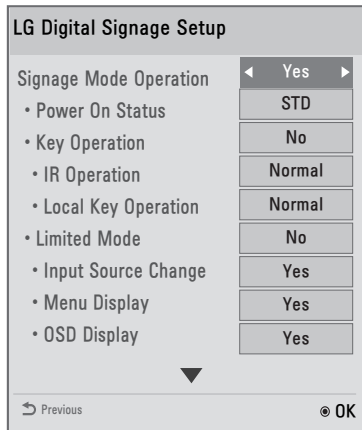 LG Digital Signage Setup
Signage Mode Operation Yes
• Power On Status STD
• Key Operation No
• IR Operation Normal
• Local Key Operation Normal
• Limited Mode No
• Input Source Change Yes
• Menu Display Yes
• OSD Display Yes
Previous OK